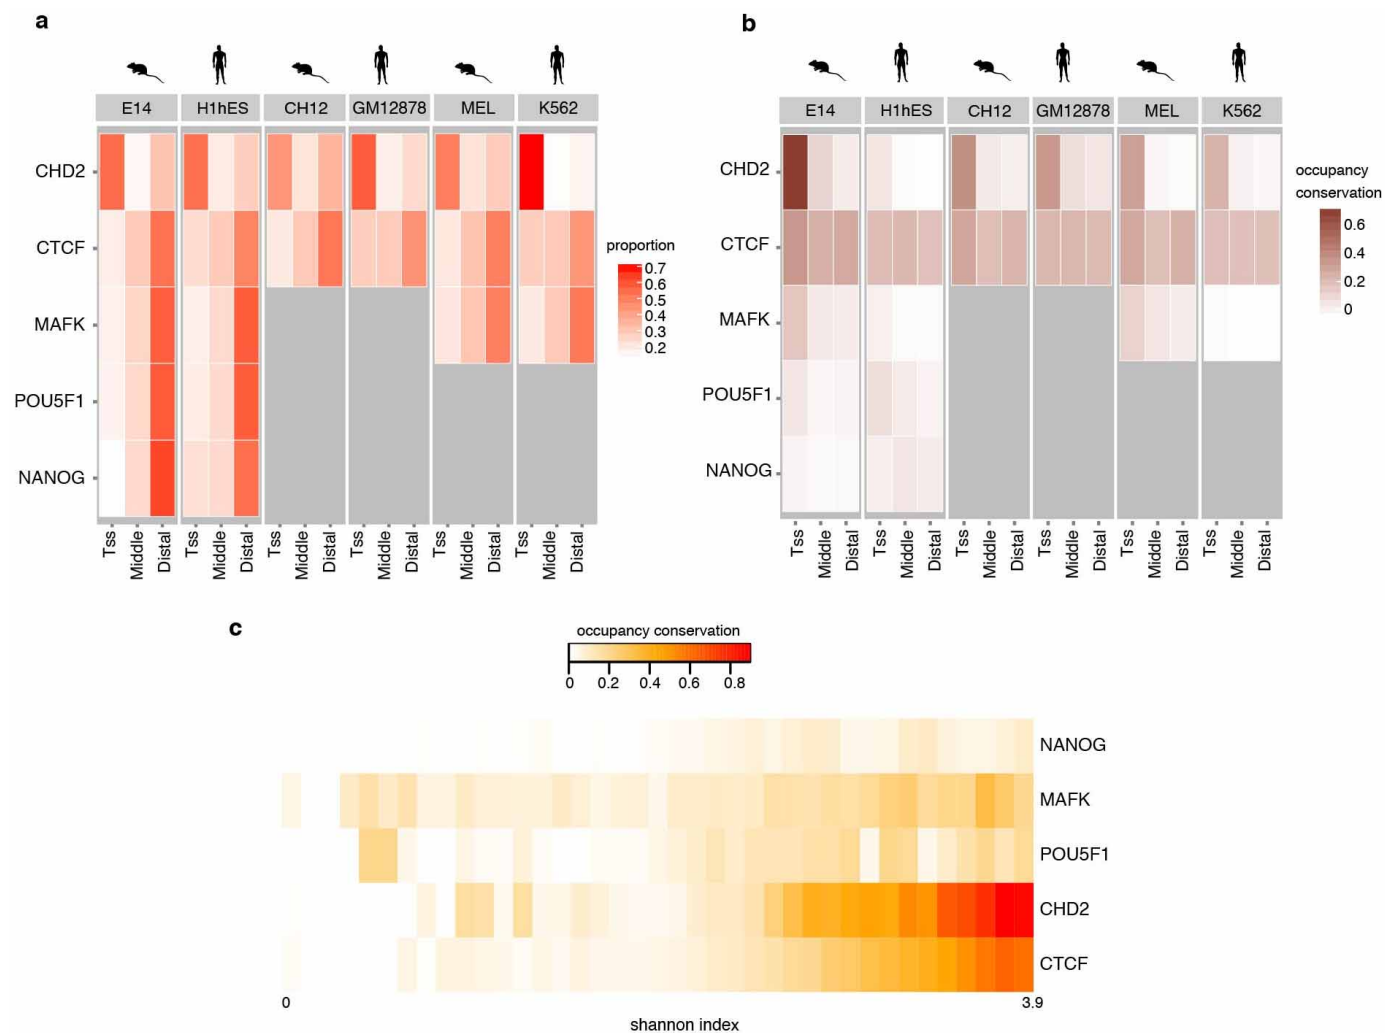 a
E14 H1hES CH12 GM12878 MEL K562
CHD2
CTCF
MAFK
POU5F1
NANOG
Tss Middle Distal Tss Middle Distal Tss Middle Distal Tss Middle Distal Tss Middle Distal Tss Middle Distal
proportion
0.7
0.6
0.5
0.4
0.3
0.2
b
E14 H1hES CH12 GM12878 MEL K562
CHD2
CTCF
MAFK
POU5F1
NANOG
Tss Middle Distal Tss Middle Distal Tss Middle Distal Tss Middle Distal Tss Middle Distal Tss Middle Distal
occupancy
conservation
0.6
0.4
0.2
0
c
occupancy conservation
0 0.2 0.4 0.6 0.8
NANOG
MAFK
POU5F1
CHD2
CTCF
0 3.9
shannon index